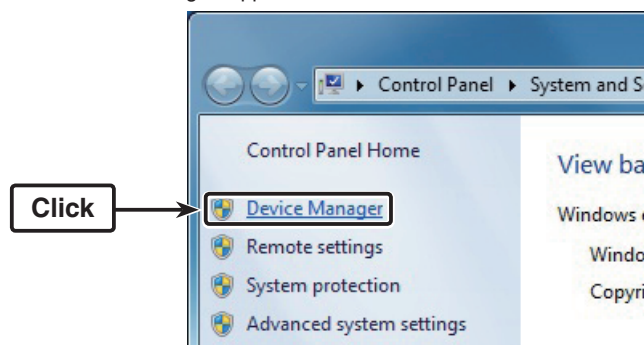 Control Panel ▸ System and S
Control Panel Home
Click
Device Manager
Remote settings
System protection
Advanced system settings
View ba
Windows
Windo
Copyri